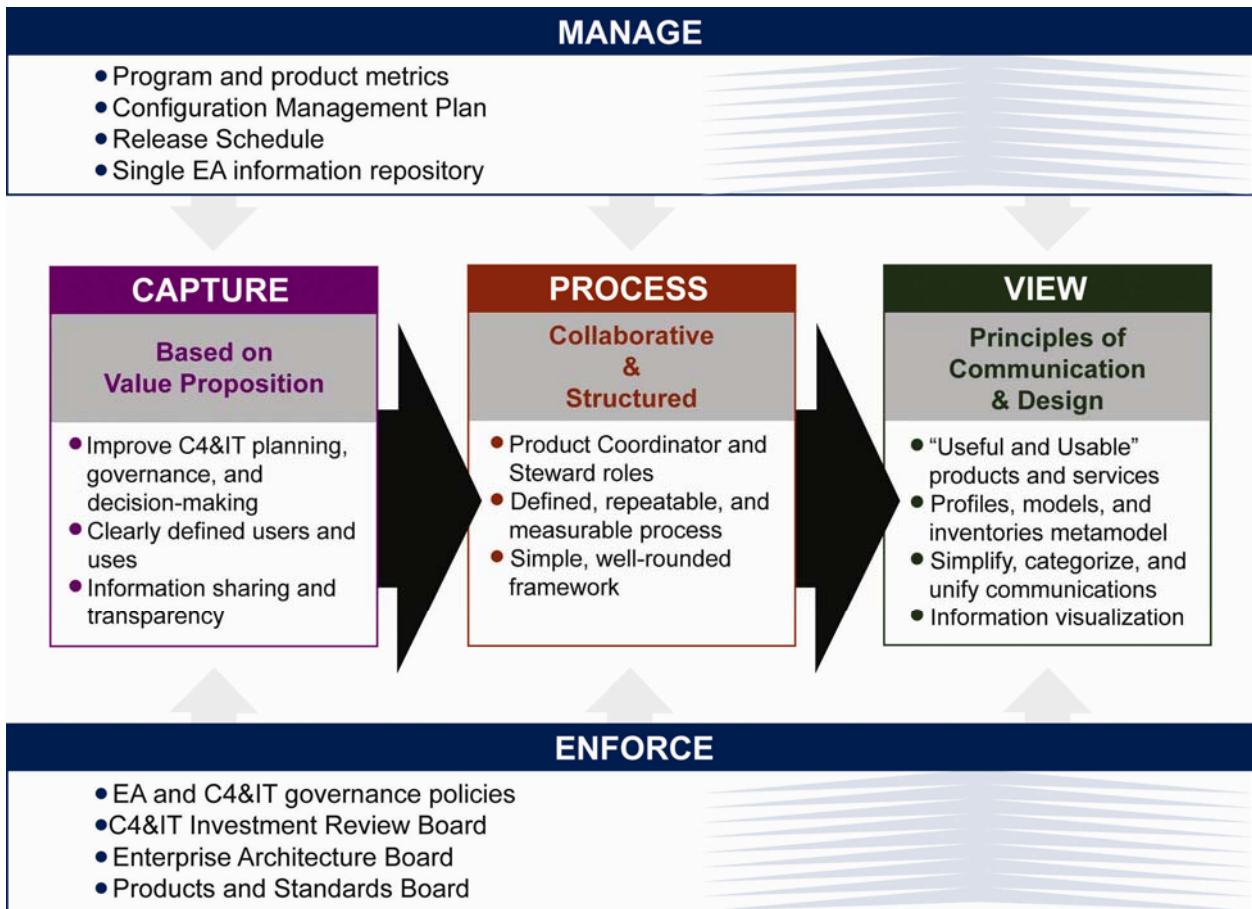 MANAGE
• Program and product metrics
• Configuration Management Plan
• Release Schedule
• Single EA information repository
CAPTURE
Based on
Value Proposition
• Improve C4&IT planning,
governance, and
decision-making
• Clearly defined users and
uses
• Information sharing and
transparency
PROCESS
Collaborative
&
Structured
• Product Coordinator and
Steward roles
• Defined, repeatable, and
measurable process
• Simple, well-rounded
framework
VIEW
Principles of
Communication
& Design
• “Useful and Usable”
products and services
• Profiles, models, and
inventories metamodel
• Simplify, categorize, and
unify communications
• Information visualization
ENFORCE
• EA and C4&IT governance policies
•C4&IT Investment Review Board
• Enterprise Architecture Board
• Products and Standards Board